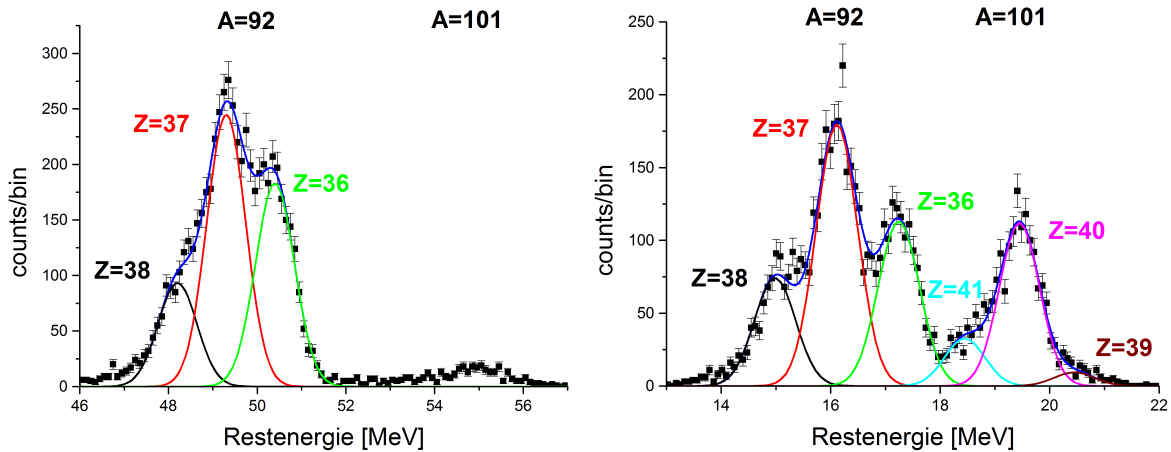 A=92 A=101
300
250
200
150
100
50
0
counts/bin
Z=37
Z=36
Z=38
46 48 50 52 54 56
Restenergie [MeV]
A=92 A=101
250
200
150
100
50
0
counts/bin
Z=37
Z=36
Z=40
Z=38
Z=41
Z=39
14 16 18 20 22
Restenergie [MeV]